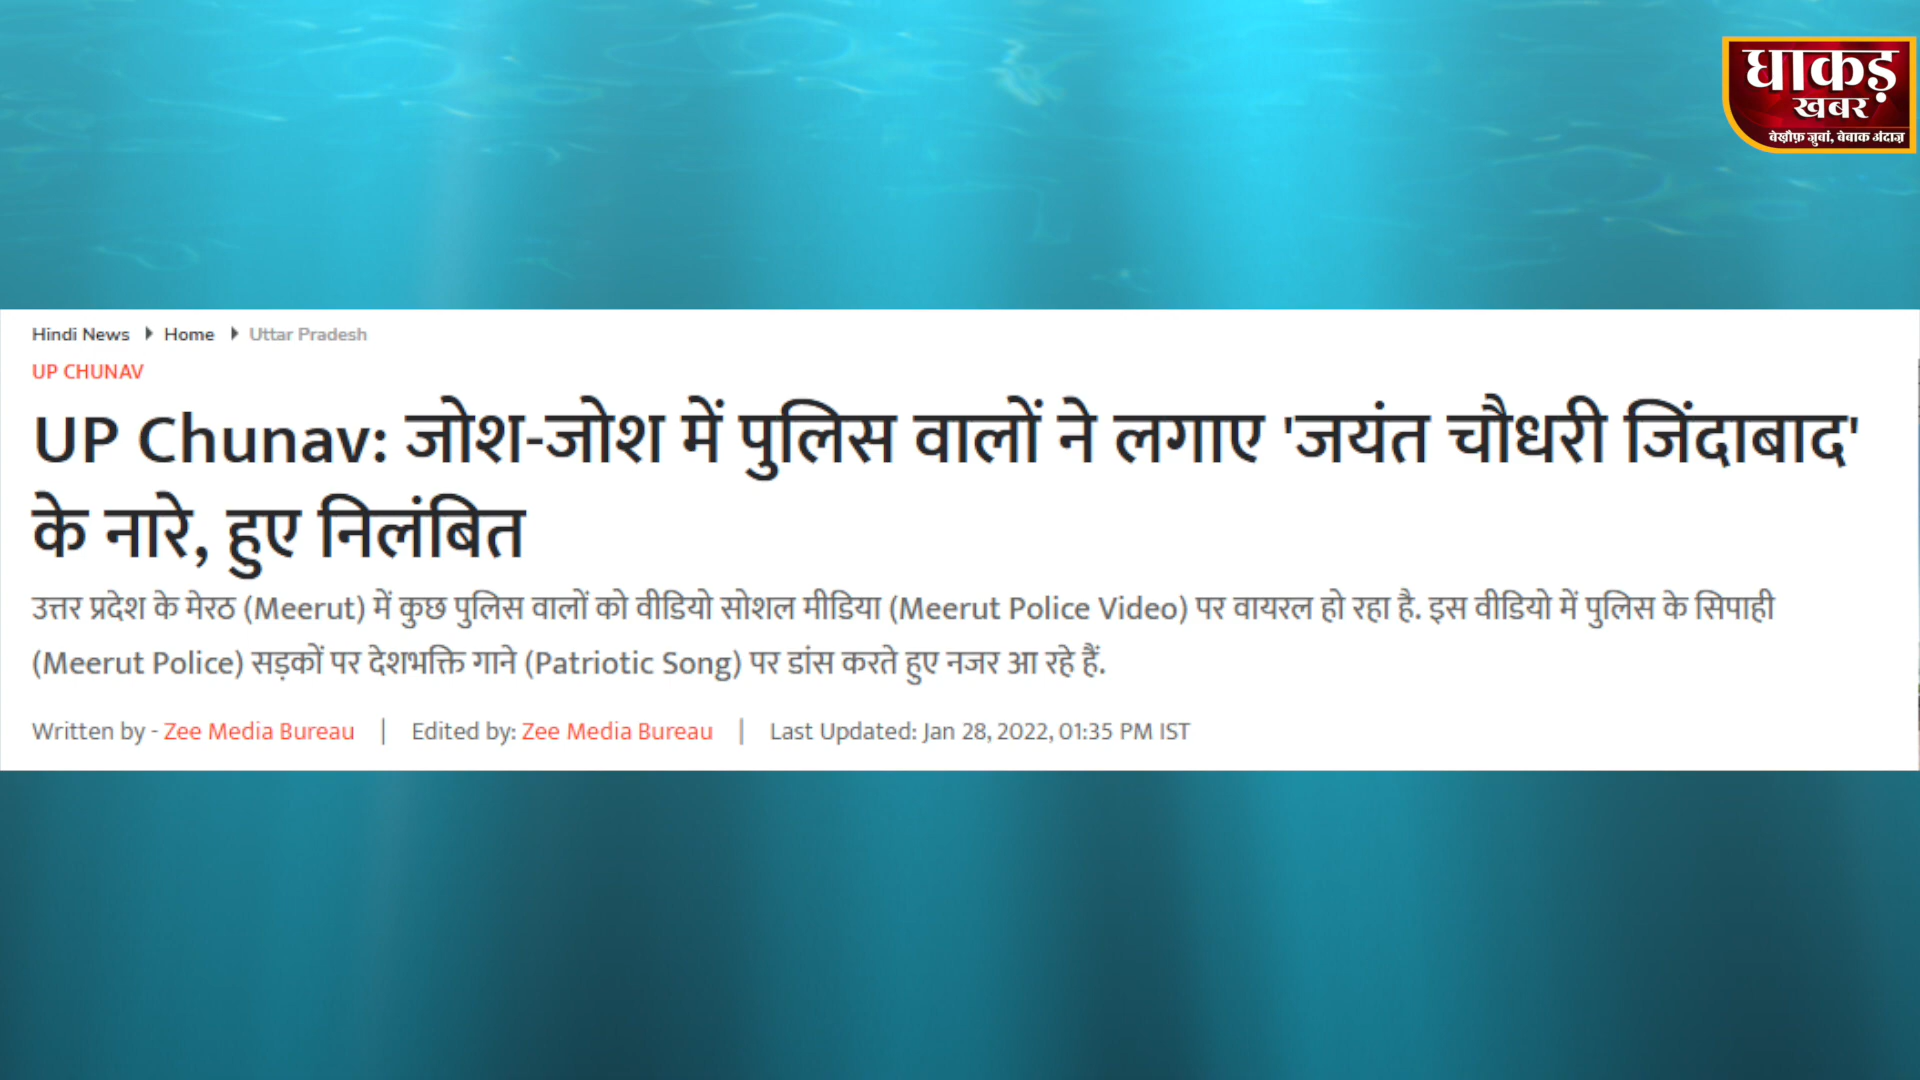 धाकड़
खबर
बेख़ौफ़ जुबां, बेबाक अंदाज़
Hindi News Home Uttar Pradesh
UP CHUNAV
UP Chunav: जोश-जोश में पुलिस वालों ने लगाए 'जयंत चौधरी जिंदाबाद'
के नारे, हुए निलंबित
उत्तर प्रदेश के मेरठ (Meerut) में कुछ पुलिस वालों को वीडियो सोशल मीडिया (Meerut Police Video) पर वायरल हो रहा है. इस वीडियो में पुलिस के सिपाही
(Meerut Police) सड़कों पर देशभक्ति गाने (Patriotic Song) पर डांस करते हुए नजर आ रहे हैं.
Written by - Zee Media Bureau | Edited by: Zee Media Bureau | Last Updated: Jan 28, 2022, 01:35 PM IST